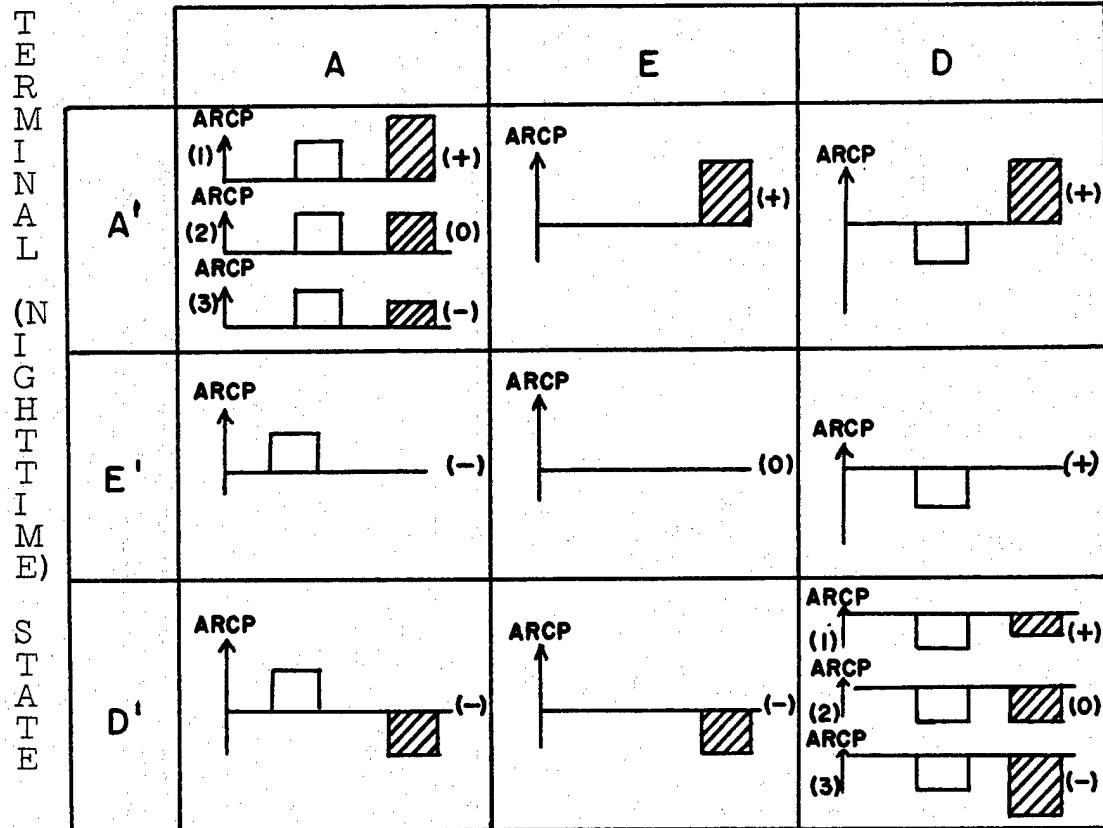 TERMINAL (NIGHTTIME) STATE
A E D
A'
ARCP
(1) (+)
ARCP
(2) (0)
ARCP
(3) (-)
ARCP
(+)
ARCP
(+)
E'
ARCP
(-)
ARCP
(0)
ARCP
(+)
D'
ARCP
(-)
ARCP
(-)
ARCP
(1) (+)
ARCP
(2) (0)
ARCP
(3) (-)